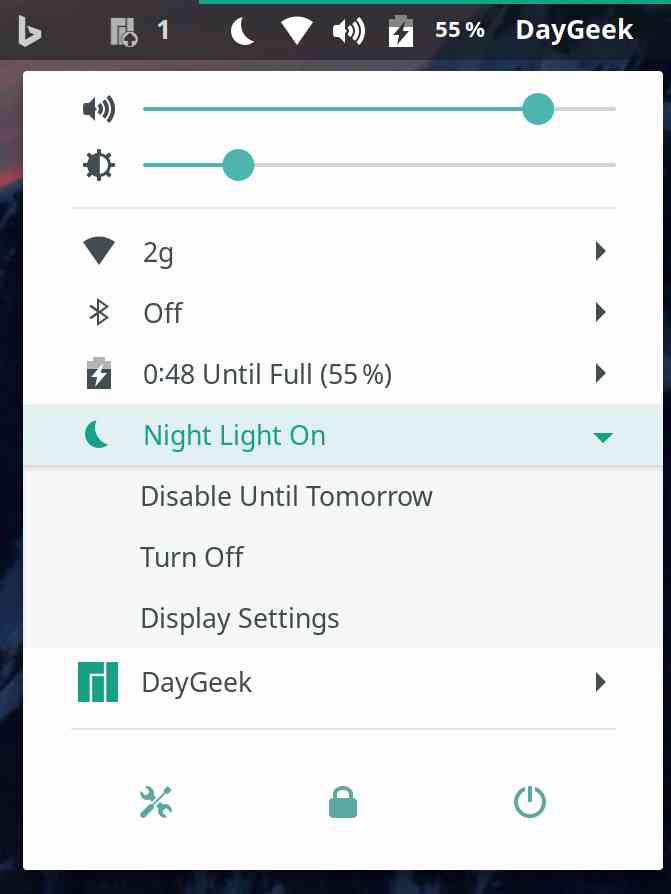 1 55 % DayGeek
2g
Off
0:48 Until Full (55 %)
Night Light On
Disable Until Tomorrow
Turn Off
Display Settings
DayGeek